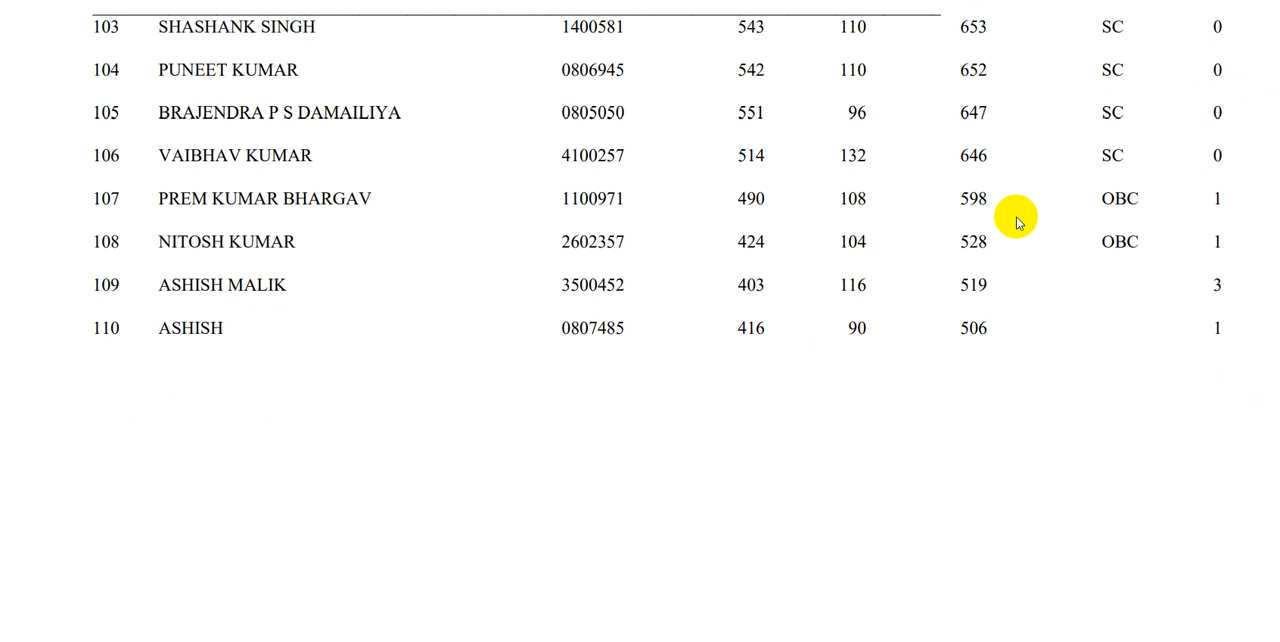 103 SHASHANK SINGH 1400581 543 110 653 SC 0
104 PUNEET KUMAR 0806945 542 110 652 SC 0
105 BRAJENDRA P S DAMAILIYA 0805050 551 96 647 SC 0
106 VAIBHAV KUMAR 4100257 514 132 646 SC 0
107 PREM KUMAR BHARGAV 1100971 490 108 598 OBC 1
108 NITOSH KUMAR 2602357 424 104 528 OBC 1
109 ASHISH MALIK 3500452 403 116 519 3
110 ASHISH 0807485 416 90 506 1